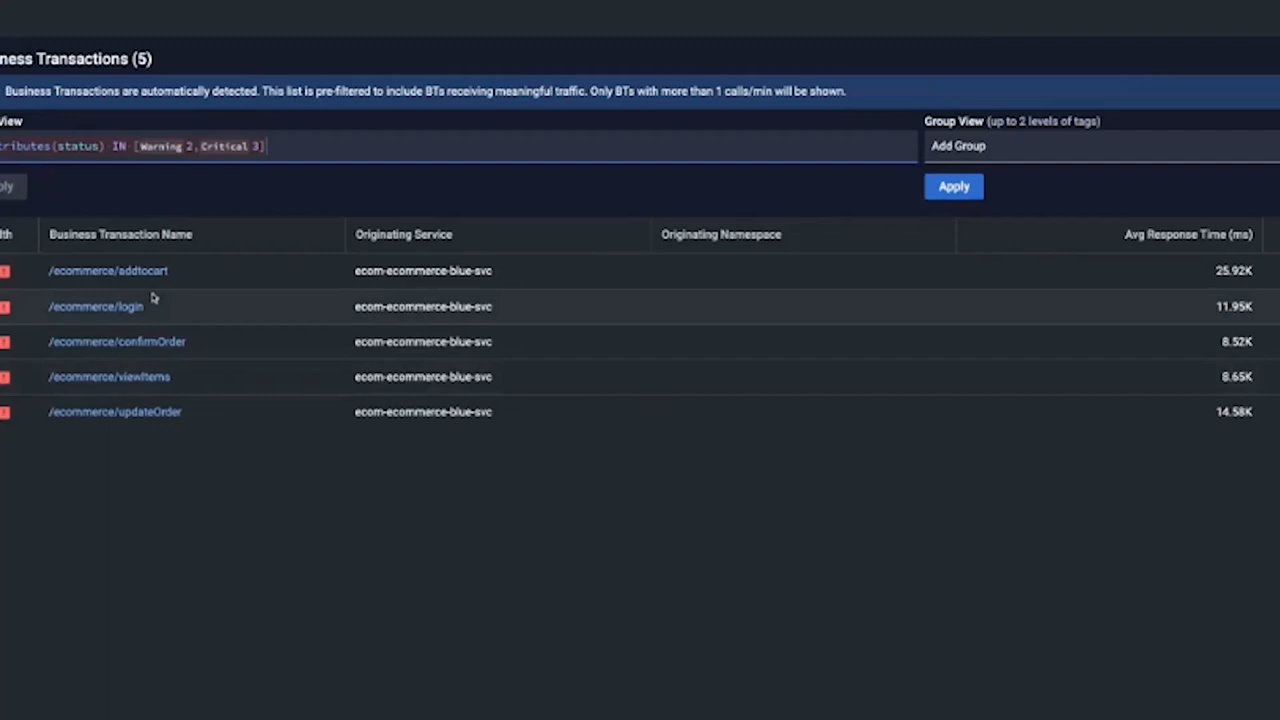 ness Transactions (5)
Business Transactions are automatically detected. This list is pre-filtered to include BTs receiving meaningful traffic. Only BTs with more than 1 calls/min will be shown.
View
Group View (up to 2 levels of tags)
tributes(status) IN [Warning 2,Critical 3]
Add Group
ply
Apply
lth Business Transaction Name Originating Service Originating Namespace Avg Response Time (ms)
/ecommerce/addtocart ecom-ecommerce-blue-svc 25.92K
/ecommerce/login ecom-ecommerce-blue-svc 11.95K
/ecommerce/confirmOrder ecom-ecommerce-blue-svc 8.52K
/ecommerce/viewItems ecom-ecommerce-blue-svc 8.65K
/ecommerce/updateOrder ecom-ecommerce-blue-svc 14.58K